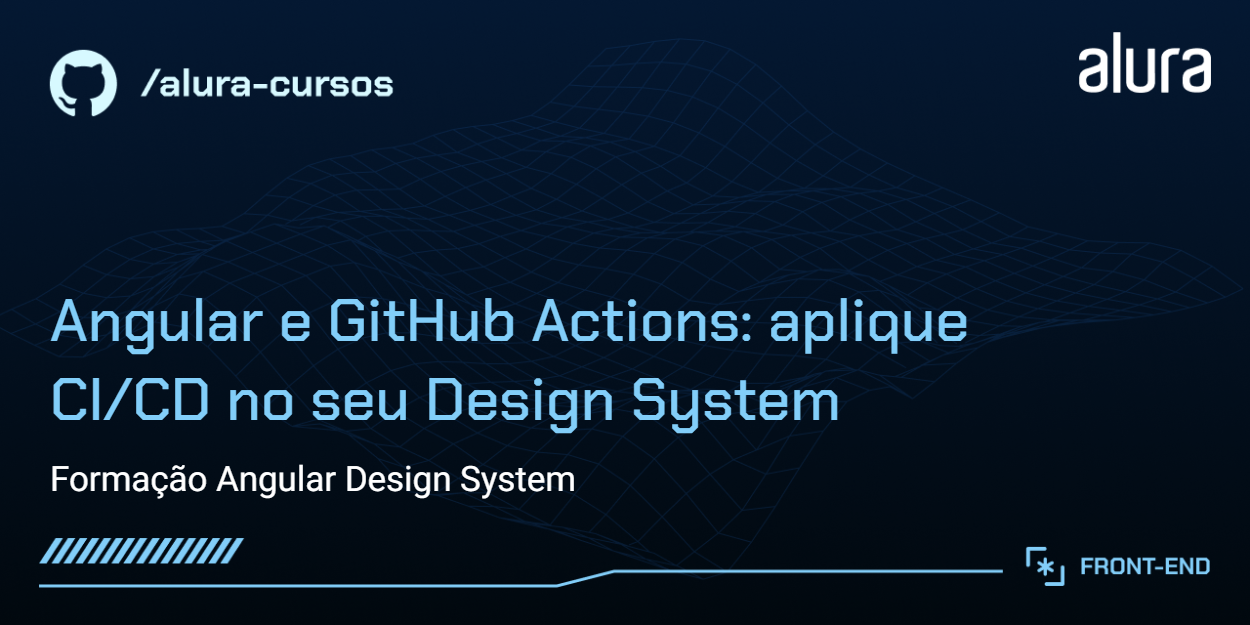 /alura-cursos
alura
Angular e GitHub Actions: aplique
CI/CD no seu Design System
Formação Angular Design System
FRONT-END